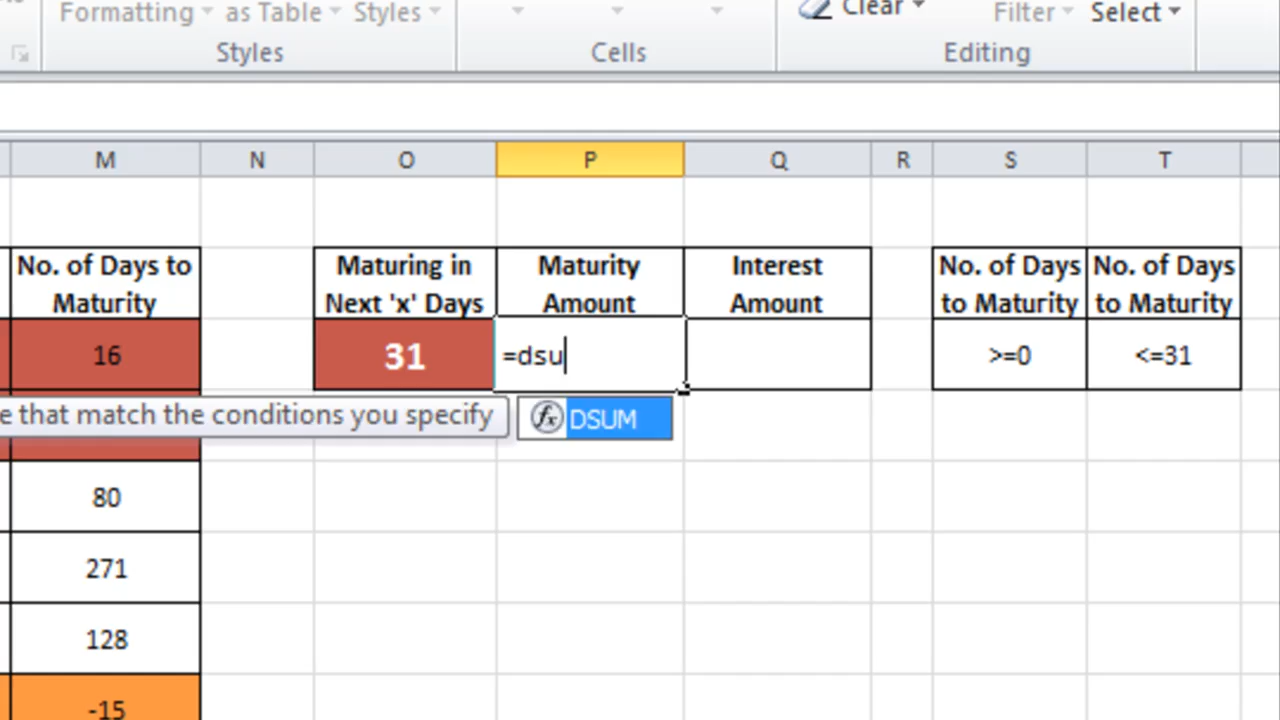 Formatting as Table Styles
Clear
Filter Select
Styles Cells Editing
M N O P Q R S T
No. of Days to Maturity
Maturing in Next 'x' Days
Maturity Amount
Interest Amount
No. of Days to Maturity
No. of Days to Maturity
16 31 =dsu >=0 <=31
e that match the conditions you specify
fx DSUM
80
271
128
-15